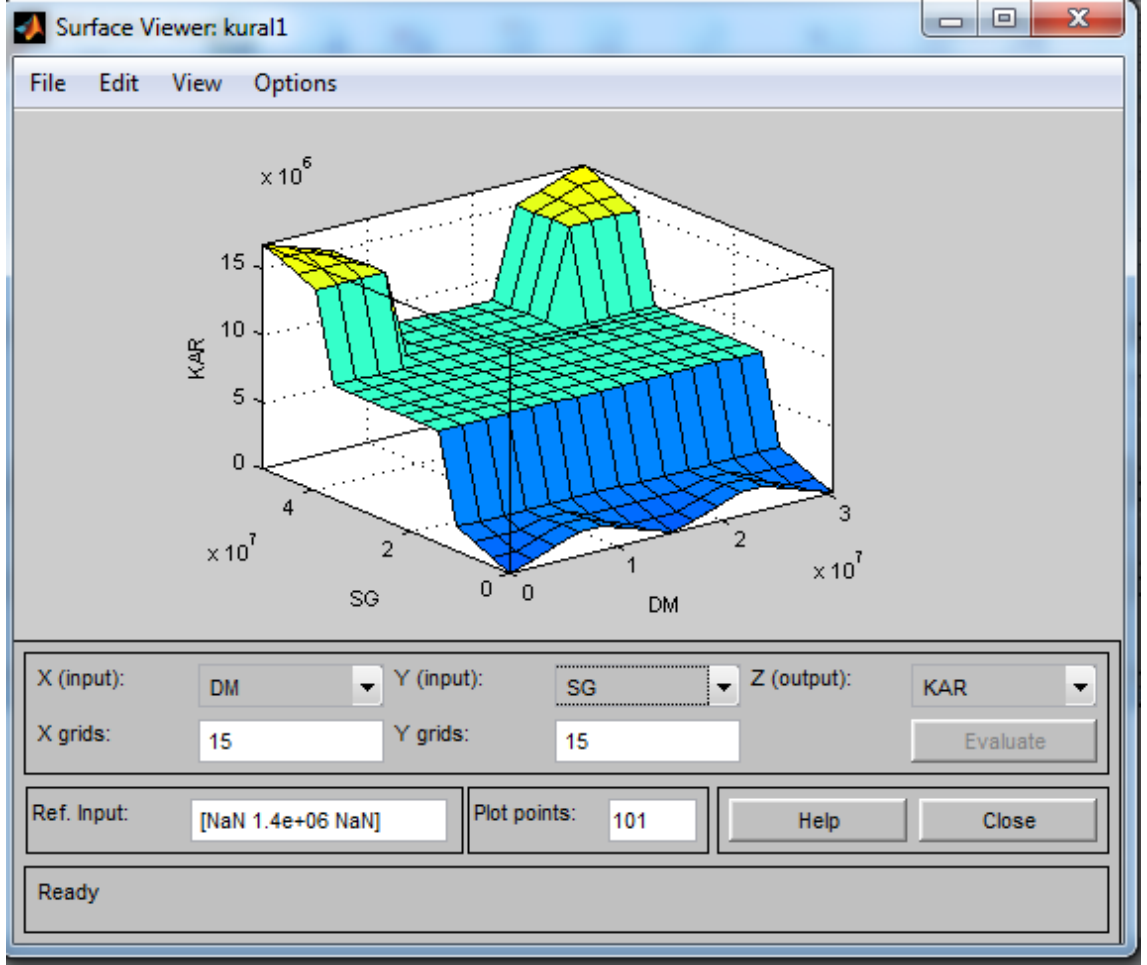 Surface Viewer: kural1
File Edit View Options
x 10^6
15
10
5
0
KAR
4
2
0
x 10^7
SG
0
1
2
3
x 10^7
DM
X (input): DM Y (input): SG Z (output): KAR
X grids: 15 Y grids: 15 Evaluate
Ref. Input: [NaN 1.4e+06 NaN] Plot points: 101 Help Close
Ready